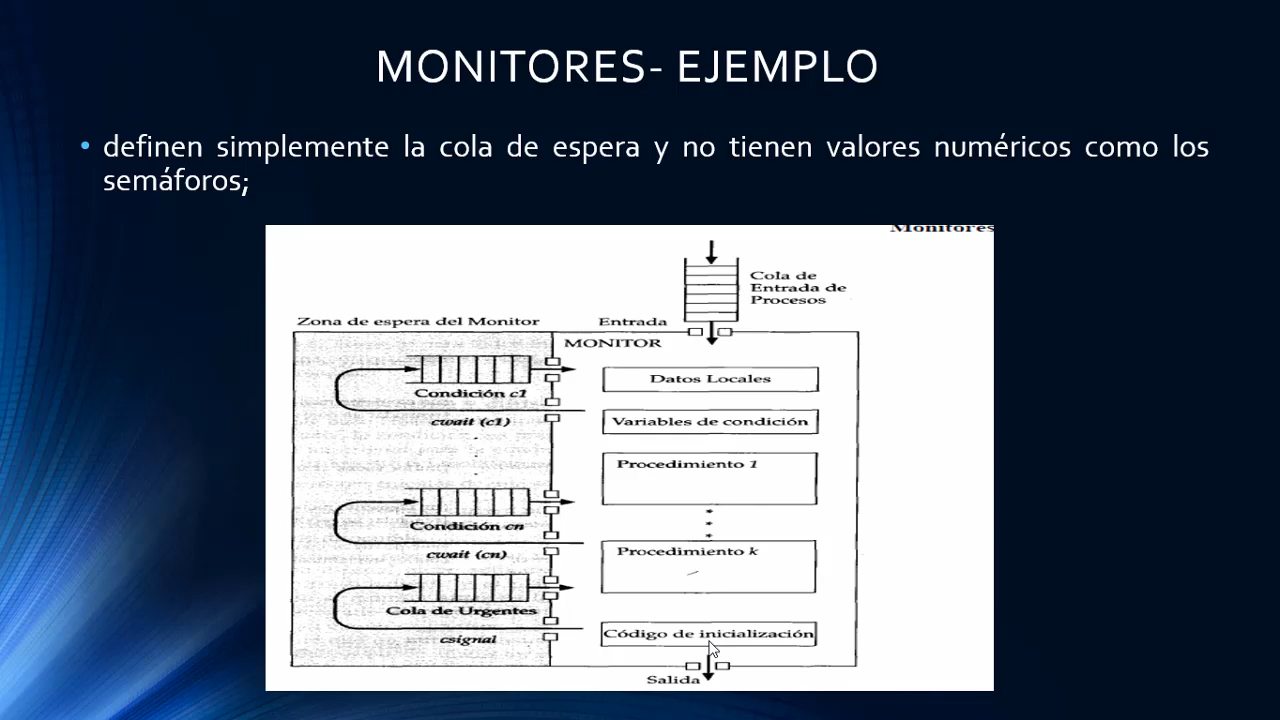 MONITORES- EJEMPLO
• definen simplemente la cola de espera y no tienen valores numéricos como los
semáforos;
Monitores
Cola de
Entrada de
Procesos
Zona de espera del Monitor
Entrada
MONITOR
Datos Locales
Condición c1
cwait (c1)
Variables de condición
Procedimiento 1
Condición cn
cwait (cn)
Procedimiento k
Cola de Urgentes
csignal
Código de inicialización
Salida